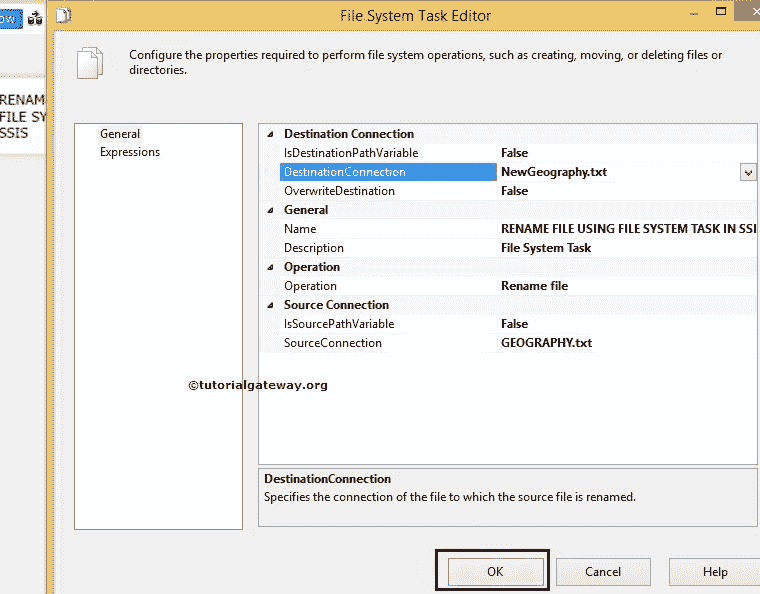 File System Task Editor
OW
Configure the properties required to perform file system operations, such as creating, moving, or deleting files or
directories.
RENAM
FILE SY
SSIS
General
Expressions
Destination Connection
IsDestinationPathVariable False
DestinationConnection NewGeography.txt
OverwriteDestination False
General
Name RENAME FILE USING FILE SYSTEM TASK IN SSI
Description File System Task
Operation
Operation Rename file
Source Connection
IsSourcePathVariable False
SourceConnection GEOGRAPHY.txt
©tutorialgateway.org
DestinationConnection
Specifies the connection of the file to which the source file is renamed.
OK Cancel Help